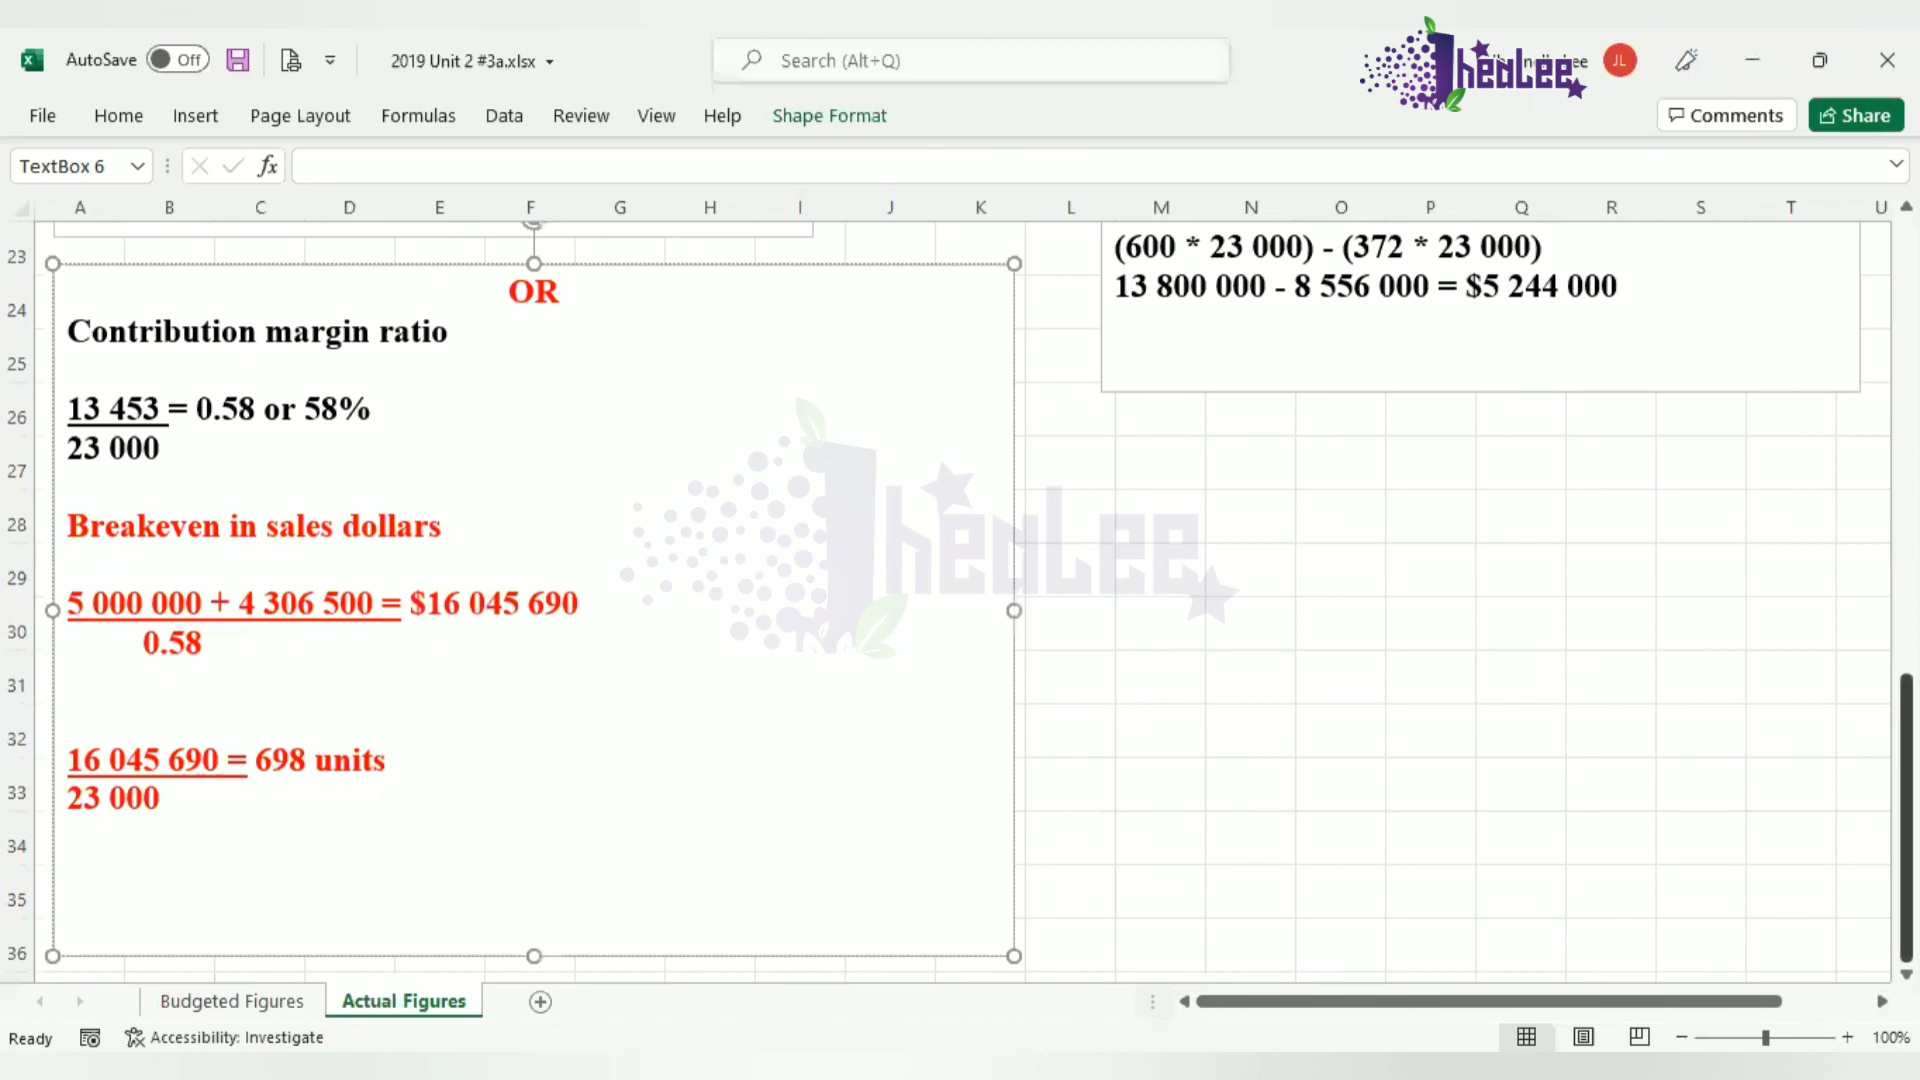 AutoSave Off 2019 Unit 2 #3a.xlsx Search (Alt+Q) JL
1heaLee
File Home Insert Page Layout Formulas Data Review View Help Shape Format Comments Share
TextBox 6 fx
A B C D E F G H I J K L M N O P Q R S T U
23
24
25
26
27
28
29
30
31
32
33
34
35
36
OR
Contribution margin ratio
13 453 = 0.58 or 58%
23 000
Breakeven in sales dollars
5 000 000 + 4 306 500 = $16 045 690
0.58
16 045 690 = 698 units
23 000
(600 * 23 000) - (372 * 23 000)
13 800 000 - 8 556 000 = $5 244 000
1heaLee
Budgeted Figures Actual Figures
Ready Accessibility: Investigate 100%